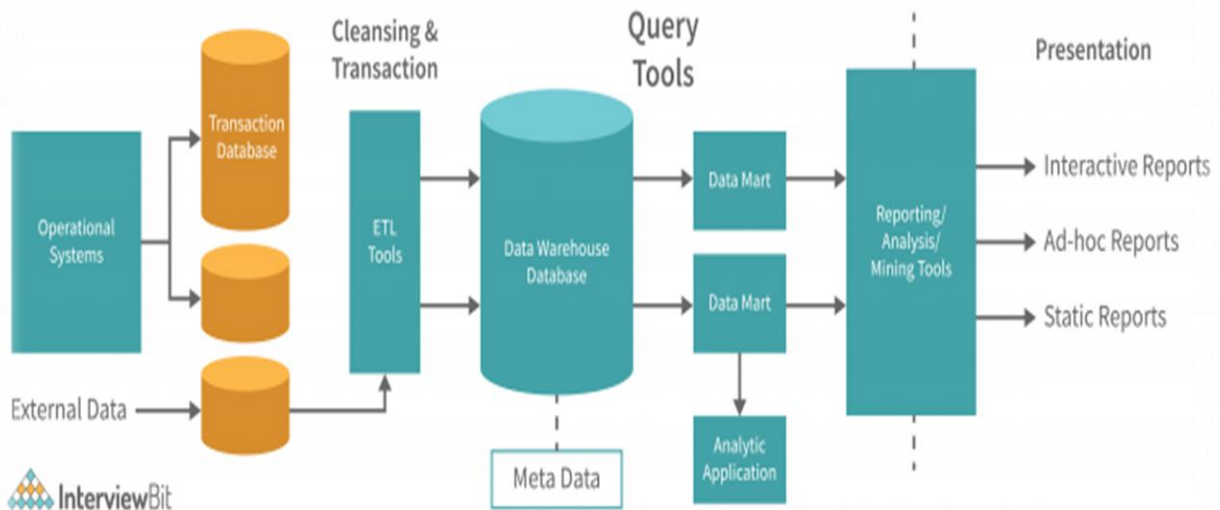 Cleansing &
Transaction
Query
Tools
Presentation
Transaction
Database
Operational
Systems
ETL
Tools
Data Warehouse
Database
Data Mart
Data Mart
Reporting/
Analysis/
Mining Tools
Interactive Reports
Ad-hoc Reports
Static Reports
External Data
Analytic
Application
Meta Data
InterviewBit